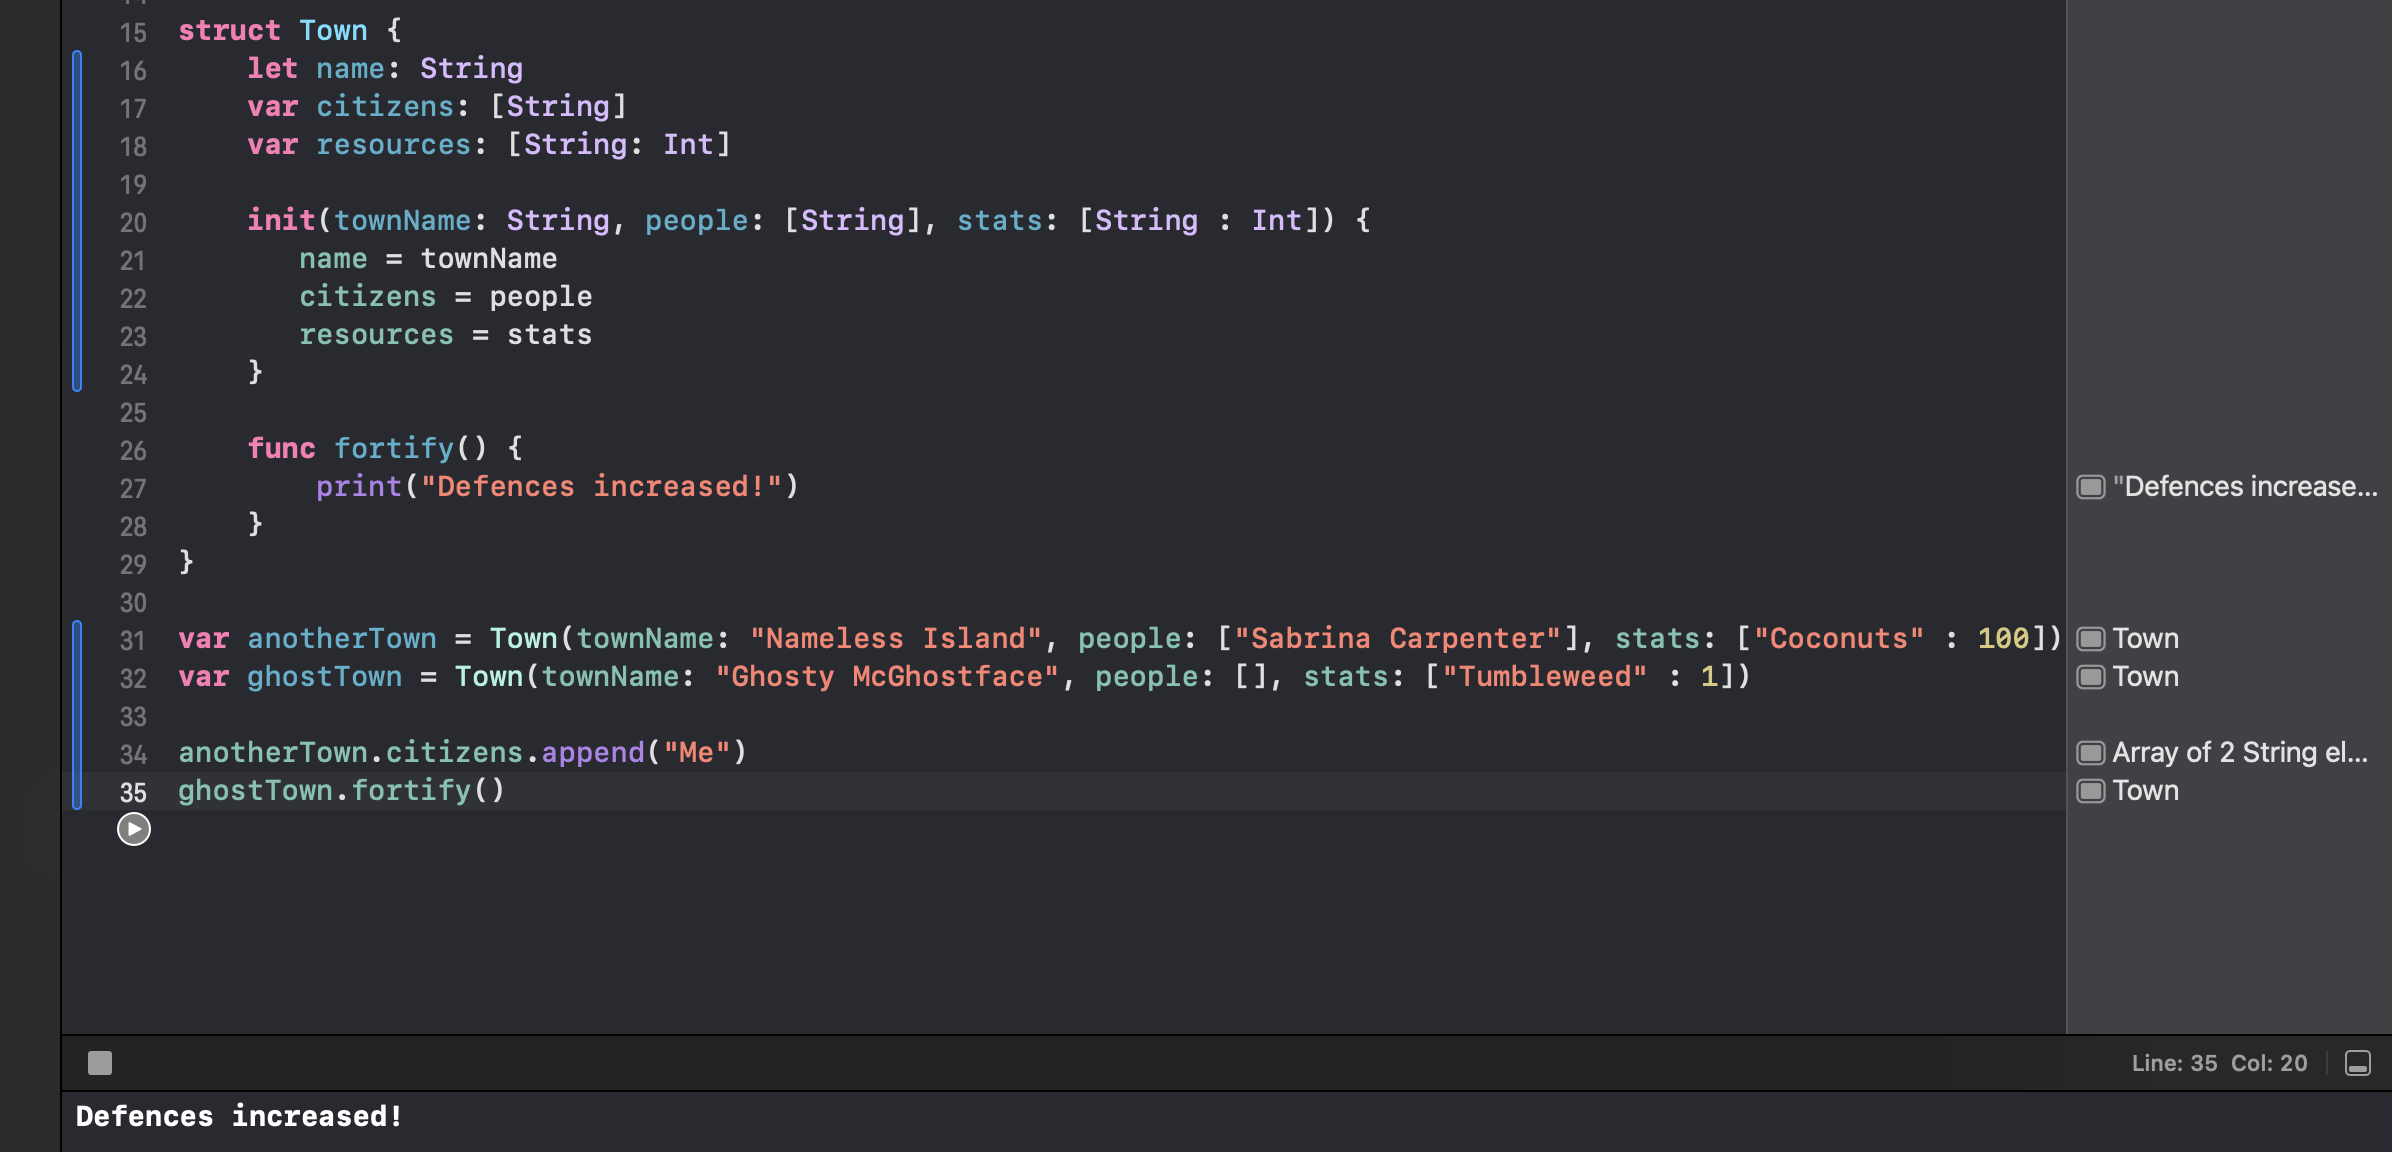 15 struct Town {
16 let name: String
17 var citizens: [String]
18 var resources: [String: Int]
19
20 init(townName: String, people: [String], stats: [String : Int]) {
21 name = townName
22 citizens = people
23 resources = stats
24 }
25
26 func fortify() {
27 print("Defences increased!") "Defences increase...
28 }
29 }
30
31 var anotherTown = Town(townName: "Nameless Island", people: ["Sabrina Carpenter"], stats: ["Coconuts" : 100]) Town
32 var ghostTown = Town(townName: "Ghosty McGhostface", people: [], stats: ["Tumbleweed" : 1]) Town
33
34 anotherTown.citizens.append("Me") Array of 2 String el...
35 ghostTown.fortify() Town
Line: 35 Col: 20
Defences increased!